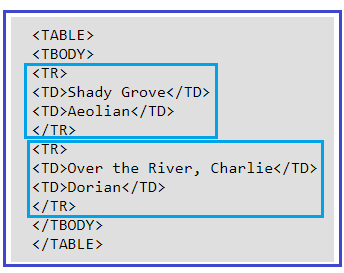 <TABLE>
<TBODY>
<TR>
<TD>Shady Grove</TD>
<TD>Aeolian</TD>
</TR>
<TR>
<TD>Over the River, Charlie</TD>
<TD>Dorian</TD>
</TR>
</TBODY>
</TABLE>